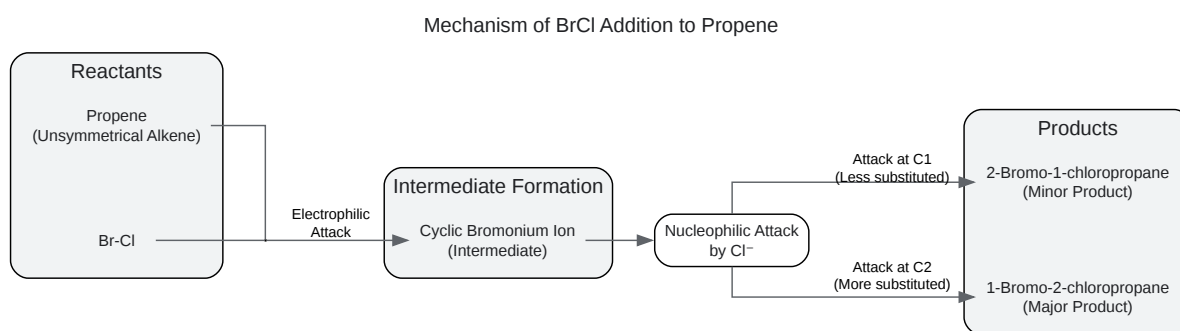 Mechanism of BrCl Addition to Propene
Reactants
Propene
(Unsymmetrical Alkene)
Br-Cl
Electrophilic
Attack
Intermediate Formation
Cyclic Bromonium Ion
(Intermediate)
Nucleophilic Attack
by Cl⁻
Attack at C1
(Less substituted)
Attack at C2
(More substituted)
Products
2-Bromo-1-chloropropane
(Minor Product)
1-Bromo-2-chloropropane
(Major Product)